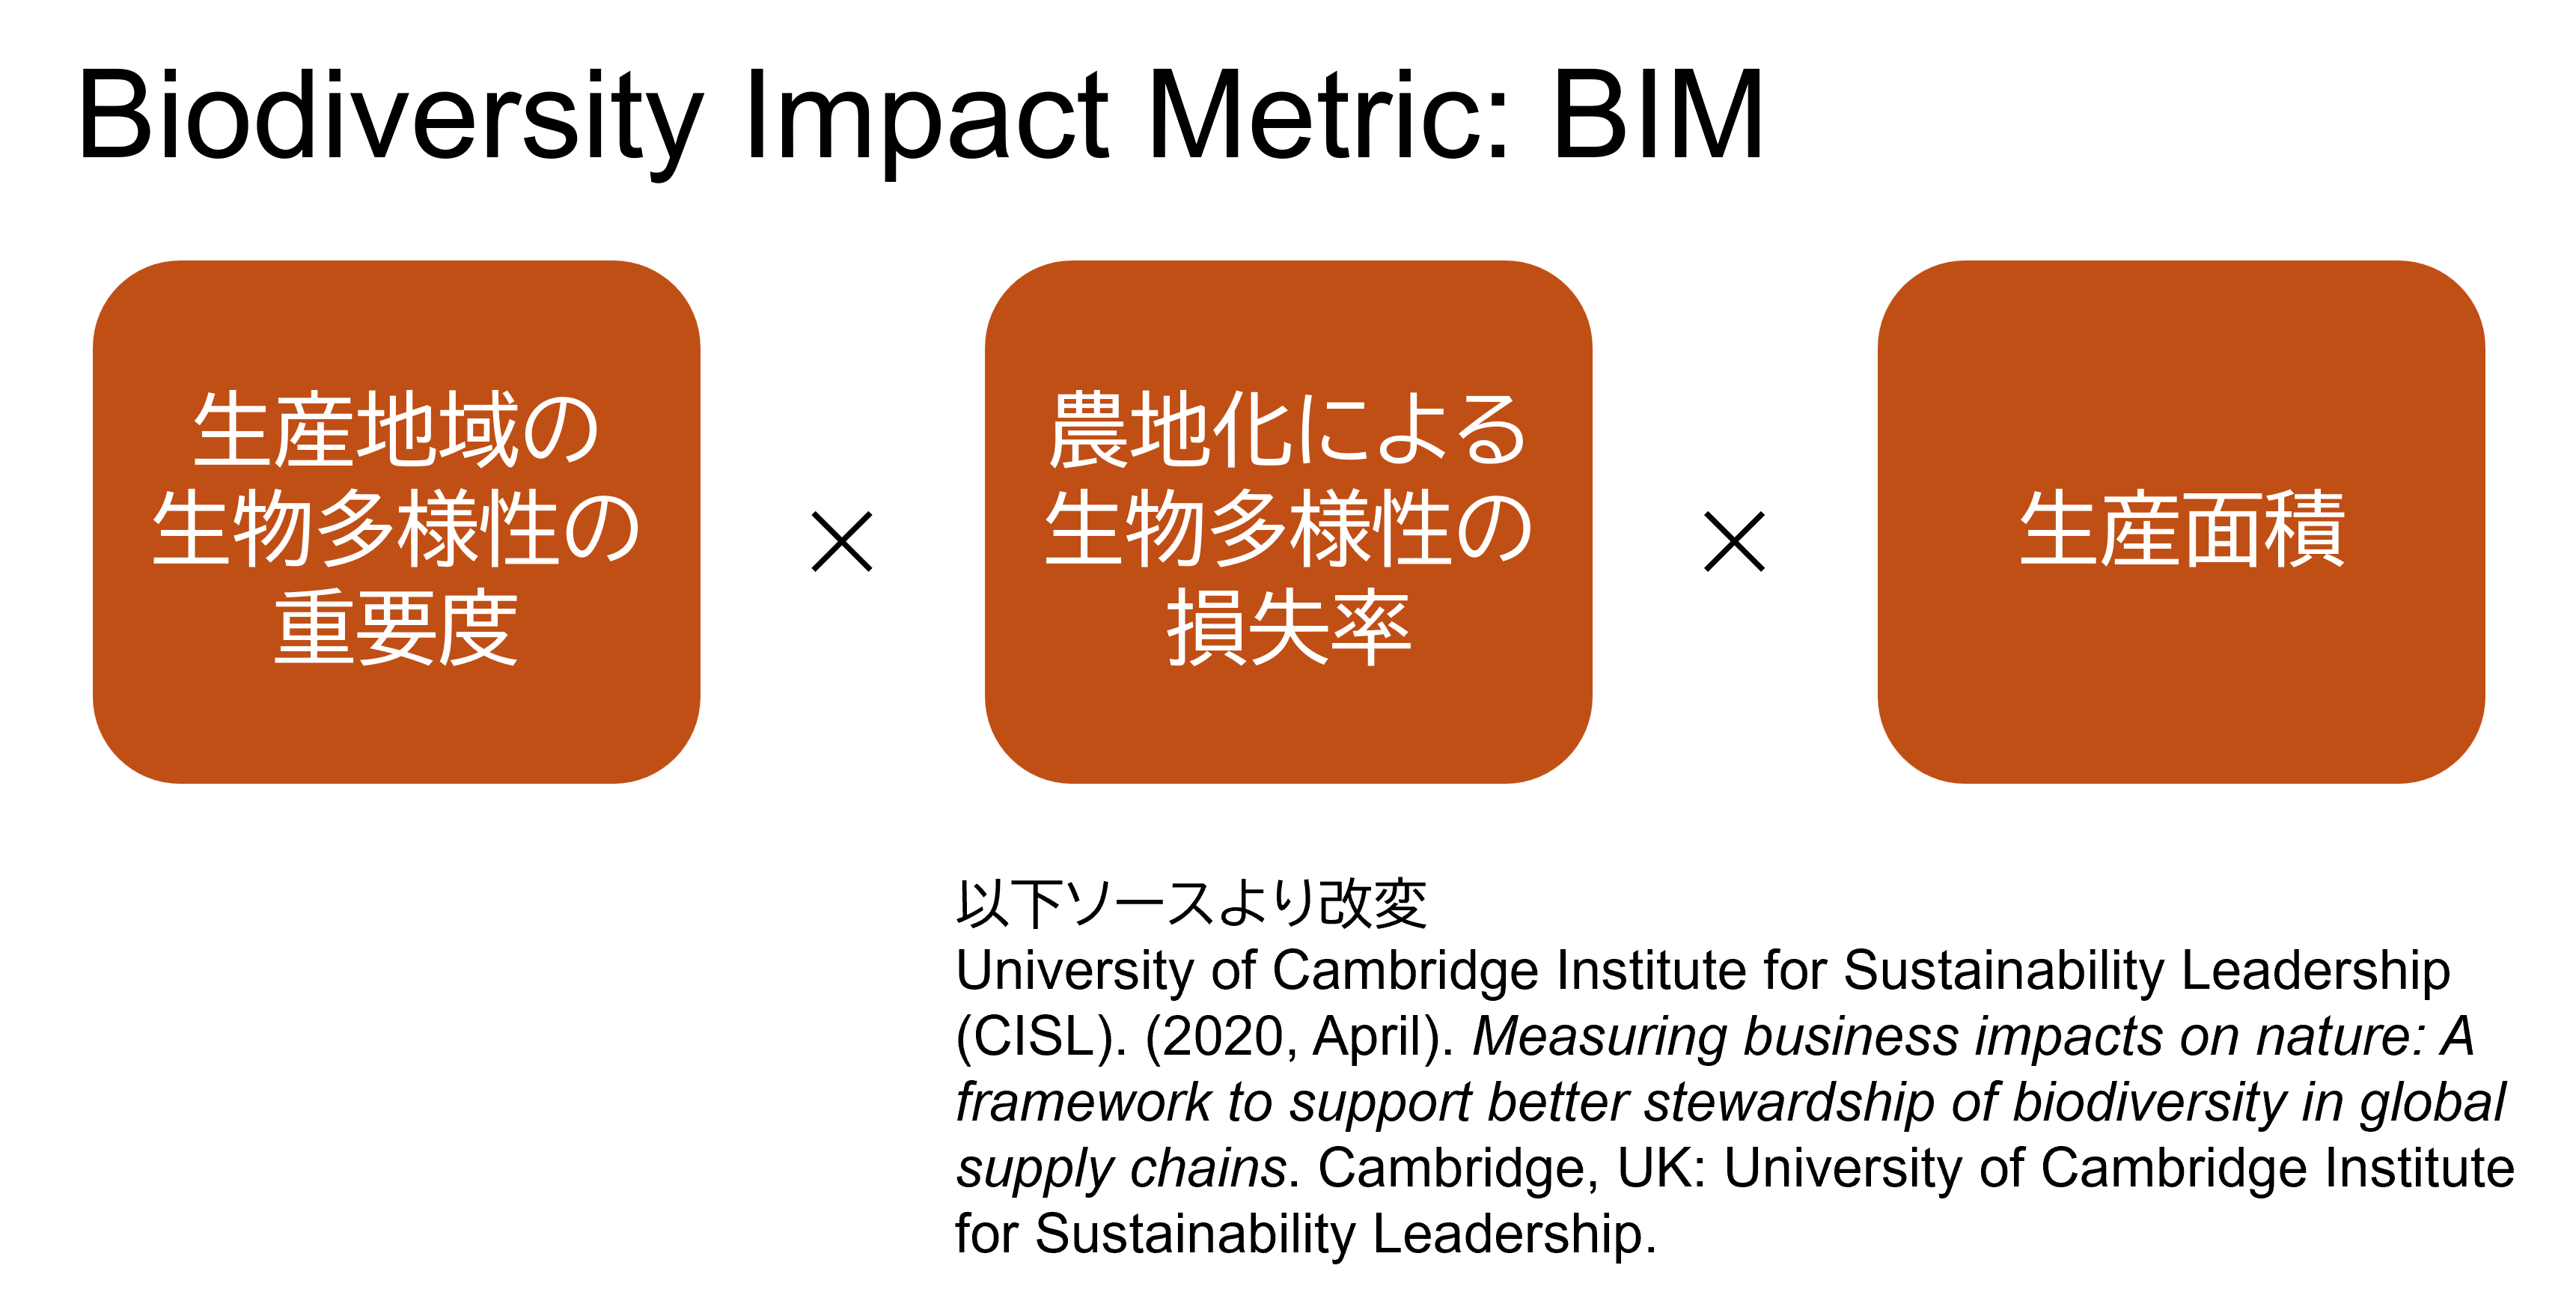 Biodiversity Impact Metric: BIM
生産地域の
生物多様性の
重要度
×
農地化による
生物多様性の
損失率
×
生産面積
以下ソースより改変
University of Cambridge Institute for Sustainability Leadership
(CISL). (2020, April). Measuring business impacts on nature: A
framework to support better stewardship of biodiversity in global
supply chains. Cambridge, UK: University of Cambridge Institute
for Sustainability Leadership.